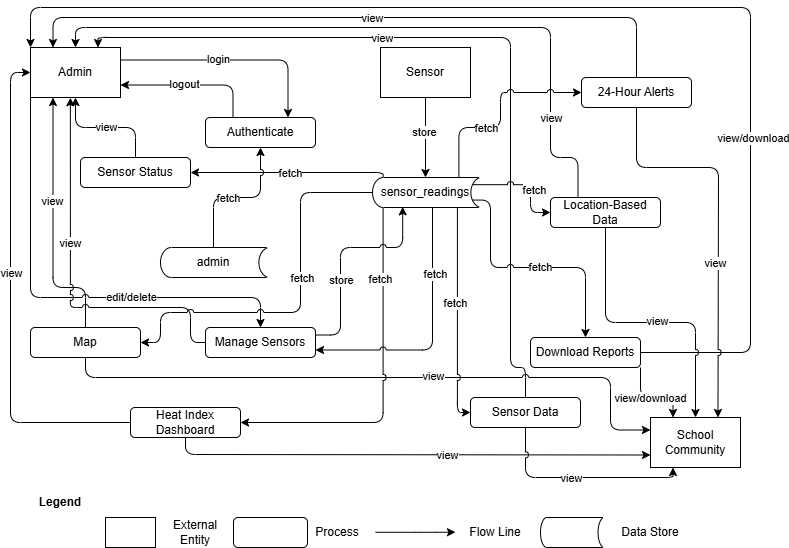 view
view
Admin
login
Sensor
logout
24-Hour Alerts
store
fetch
view
view
Authenticate
view/download
Sensor Status
fetch
fetch
sensor_readings
fetch
view
fetch
Location-Based
Data
view
admin
view
view
fetch
store
fetch
fetch
fetch
edit/delete
fetch
view
Map
Manage Sensors
Download Reports
view
view/download
Heat Index
Dashboard
Sensor Data
School
Community
view
view
Legend
External
Entity
Process
Flow Line
Data Store